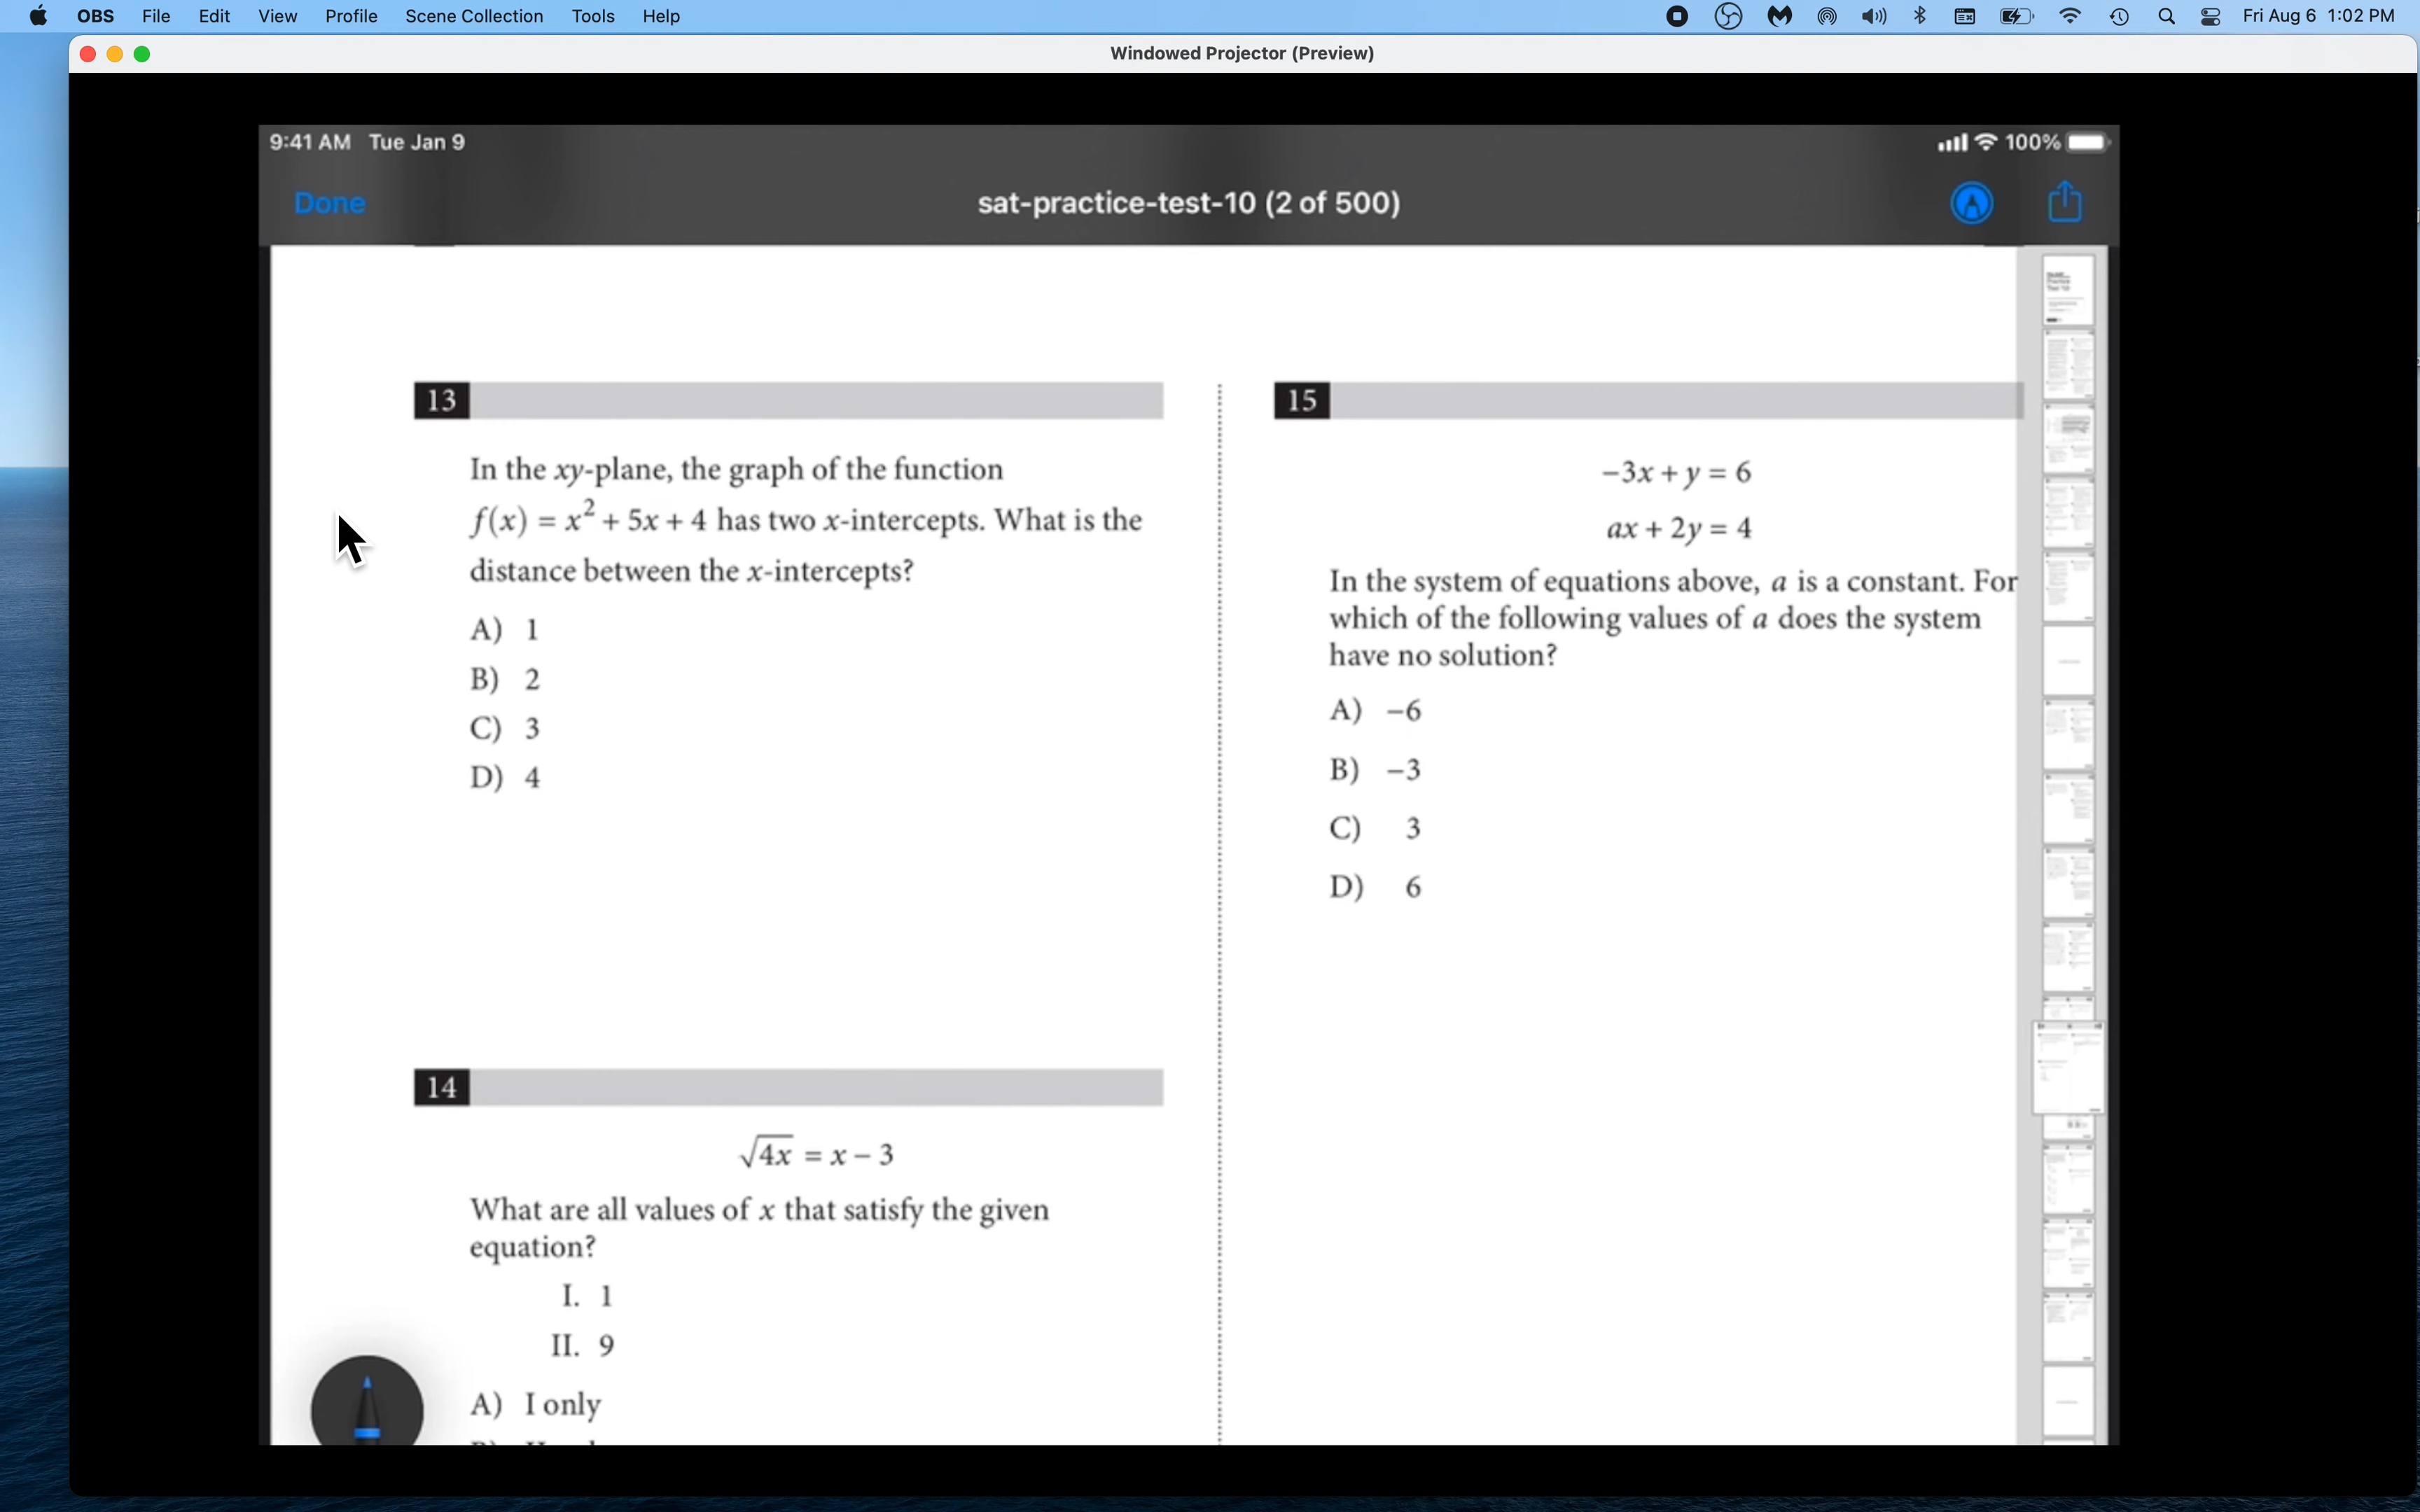 OBS File Edit View Profile Scene Collection Tools Help Fri Aug 6 1:02 PM
Windowed Projector (Preview)
9:41 AM Tue Jan 9 100%
Done sat-practice-test-10 (2 of 500)
13
In the xy-plane, the graph of the function
f(x) = x² + 5x + 4 has two x-intercepts. What is the
distance between the x-intercepts?
A) 1
B) 2
C) 3
D) 4
14
√4x = x − 3
What are all values of x that satisfy the given
equation?
I. 1
II. 9
A) I only
15
−3x + y = 6
ax + 2y = 4
In the system of equations above, a is a constant. For
which of the following values of a does the system
have no solution?
A) −6
B) −3
C) 3
D) 6